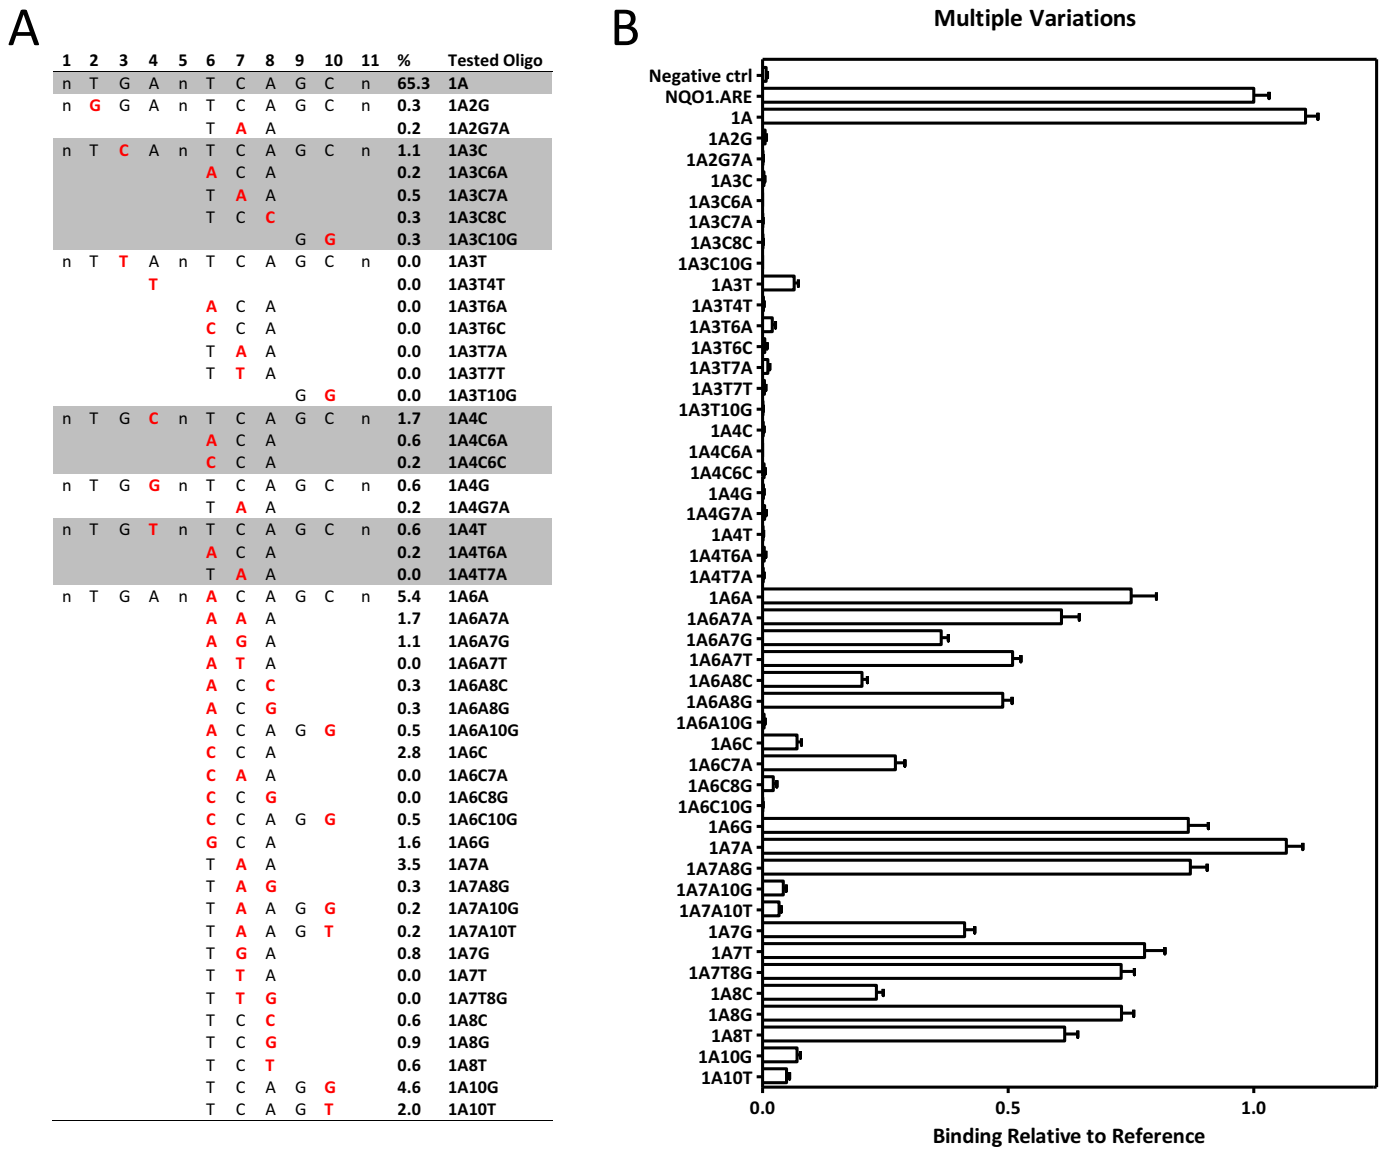 A
1 2 3 4 5 6 7 8 9 10 11 % Tested Oligo
n T G A n T C A G C n 65.3 1A
n G G A n T C A G C n 0.3 1A2G
T A A 0.2 1A2G7A
n T C A n T C A G C n 1.1 1A3C
A C A 0.2 1A3C6A
T A A 0.5 1A3C7A
T C C 0.3 1A3C8C
G G 0.3 1A3C10G
n T T A n T C A G C n 0.0 1A3T
T 0.0 1A3T4T
A C A 0.0 1A3T6A
C C A 0.0 1A3T6C
T A A 0.0 1A3T7A
T T A 0.0 1A3T7T
G G 0.0 1A3T10G
n T G C n T C A G C n 1.7 1A4C
A C A 0.6 1A4C6A
C C A 0.2 1A4C6C
n T G G n T C A G C n 0.6 1A4G
T A A 0.2 1A4G7A
n T G T n T C A G C n 0.6 1A4T
A C A 0.2 1A4T6A
T A A 0.0 1A4T7A
n T G A n A C A G C n 5.4 1A6A
A A A 1.7 1A6A7A
A G A 1.1 1A6A7G
A T A 0.0 1A6A7T
A C C 0.3 1A6A8C
A C G 0.3 1A6A8G
A C A G G 0.5 1A6A10G
C C A 2.8 1A6C
C A A 0.0 1A6C7A
C C G 0.0 1A6C8G
C C A G G 0.5 1A6C10G
G C A 1.6 1A6G
T A A 3.5 1A7A
T A G 0.3 1A7A8G
T A A G G 0.2 1A7A10G
T A A G T 0.2 1A7A10T
T G A 0.8 1A7G
T T A 0.0 1A7T
T T G 0.0 1A7T8G
T C C 0.6 1A8C
T C G 0.9 1A8G
T C T 0.6 1A8T
T C A G G 4.6 1A10G
T C A G T 2.0 1A10T
B
Multiple Variations
Negative ctrl
NQO1.ARE
1A
1A2G
1A2G7A
1A3C
1A3C6A
1A3C7A
1A3C8C
1A3C10G
1A3T
1A3T4T
1A3T6A
1A3T6C
1A3T7A
1A3T7T
1A3T10G
1A4C
1A4C6A
1A4C6C
1A4G
1A4G7A
1A4T
1A4T6A
1A4T7A
1A6A
1A6A7A
1A6A7G
1A6A7T
1A6A8C
1A6A8G
1A6A10G
1A6C
1A6C7A
1A6C8G
1A6C10G
1A6G
1A7A
1A7A8G
1A7A10G
1A7A10T
1A7G
1A7T
1A7T8G
1A8C
1A8G
1A8T
1A10G
1A10T
0.0 0.5 1.0
Binding Relative to Reference